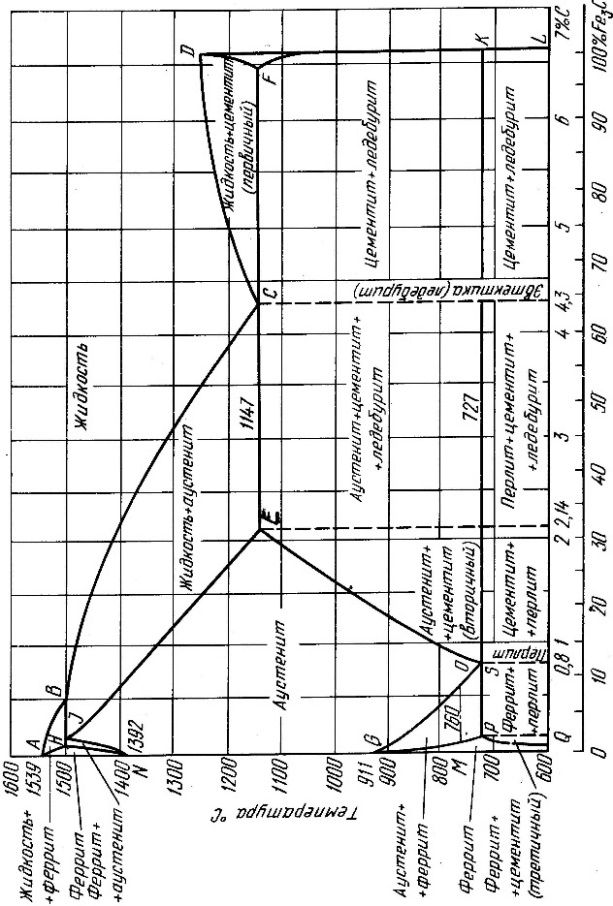 1600
1539
1500
1400
1392
1200
1300
1100
1000
911
900
800
700
600
Температура °С
Жидкость+
+феррит
Феррит
Феррит+
+аустенит
Аустенит+
+феррит
Феррит
Феррит+
+цементит
(третичный)
A
H
J
B
N
D
F
C
E
G
M
O
S
P
Q
K
L
Жидкость
Жидкость+аустенит
Жидкость+цементит
(первичный)
1147
Аустенит
Аустенит+
+цементит
(вторичный)
Аустенит+цементит+
+ледебурит
Цементит+ледебурит
760
727
Феррит+
+перлит
Перлит
Цементит+
+перлит
Перлит+цементит+
+ледебурит
Эвтектика (ледебурит)
Цементит+ледебурит
0,8 1 2 2,14 3 4 4,3 5 6 7%C
10 20 30 40 50 60 70 80 90 100%Fe₃C